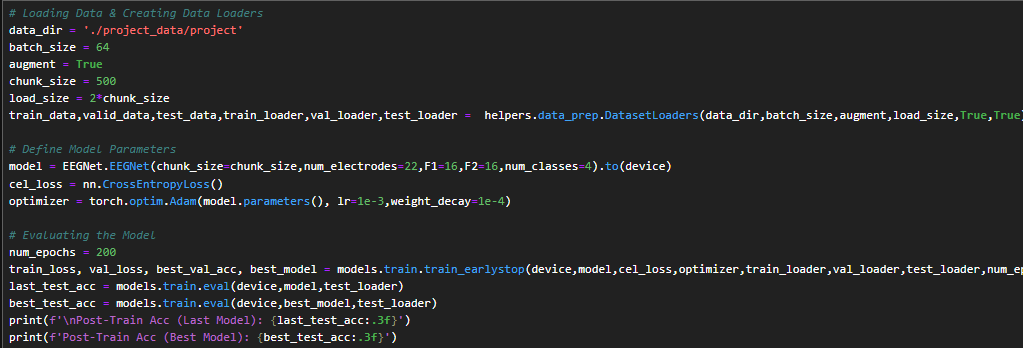 # Loading Data & Creating Data Loaders
data_dir = './project_data/project'
batch_size = 64
augment = True
chunk_size = 500
load_size = 2*chunk_size
train_data,valid_data,test_data,train_loader,val_loader,test_loader =  helpers.data_prep.DatasetLoaders(data_dir,batch_size,augment,load_size,True,True
# Define Model Parameters
model = EEGNet.EEGNet(chunk_size=chunk_size,num_electrodes=22,F1=16,F2=16,num_classes=4).to(device)
cel_loss = nn.CrossEntropyLoss()
optimizer = torch.optim.Adam(model.parameters(), lr=1e-3,weight_decay=1e-4)
# Evaluating the Model
num_epochs = 200
train_loss, val_loss, best_val_acc, best_model = models.train.train_earlystop(device,model,cel_loss,optimizer,train_loader,val_loader,test_loader,num_ep
last_test_acc = models.train.eval(device,model,test_loader)
best_test_acc = models.train.eval(device,best_model,test_loader)
print(f'\nPost-Train Acc (Last Model): {last_test_acc:.3f}')
print(f'Post-Train Acc (Best Model): {best_test_acc:.3f}')